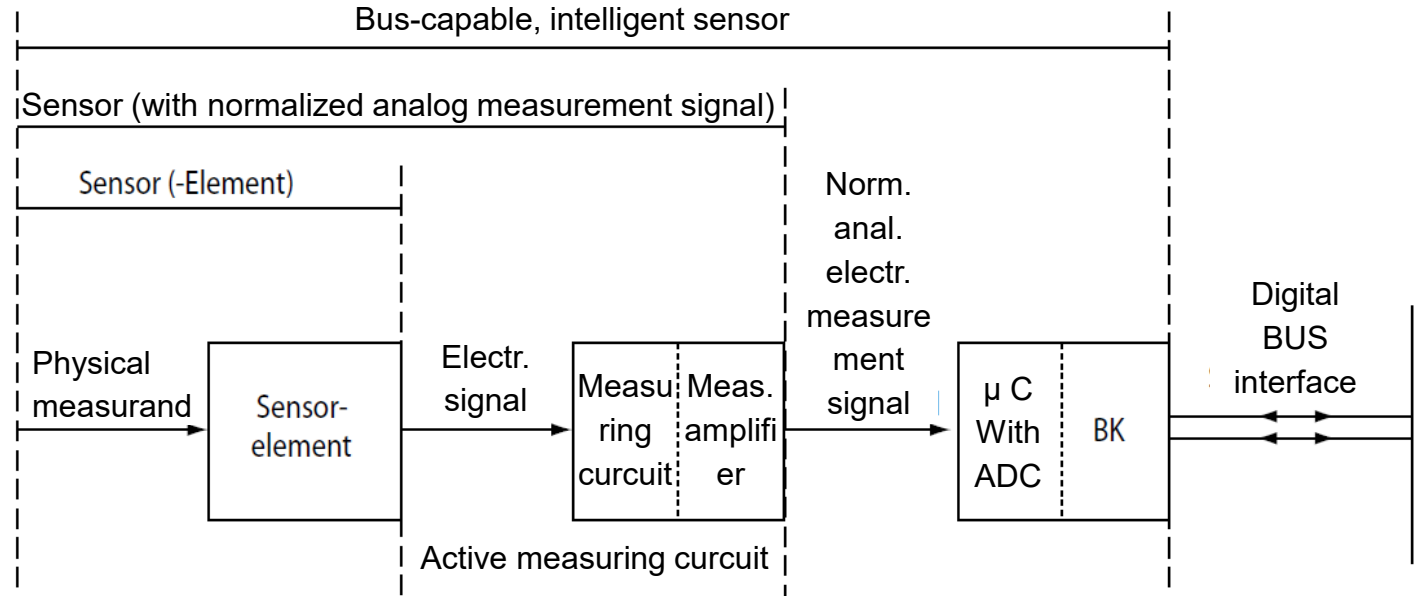 Bus-capable, intelligent sensor
Sensor (with normalized analog measurement signal)
Sensor (-Element)
Physical
measurand
Sensor-
element
Electr.
signal
Measu
ring
curcuit
Meas.
amplifi
er
Active measuring curcuit
Norm.
anal.
electr.
measure
ment
signal
µ C
With
ADC
BK
Digital
BUS
interface